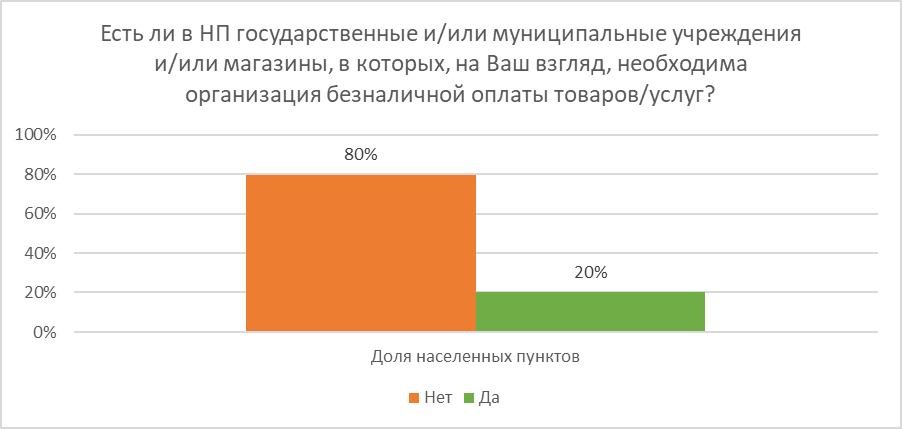 Есть ли в НП государственные и/или муниципальные учреждения
и/или магазины, в которых, на Ваш взгляд, необходима
организация безналичной оплаты товаров/услуг?
100%
80%
80%
60%
40%
20%
20%
0%
Доля населенных пунктов
Нет Да